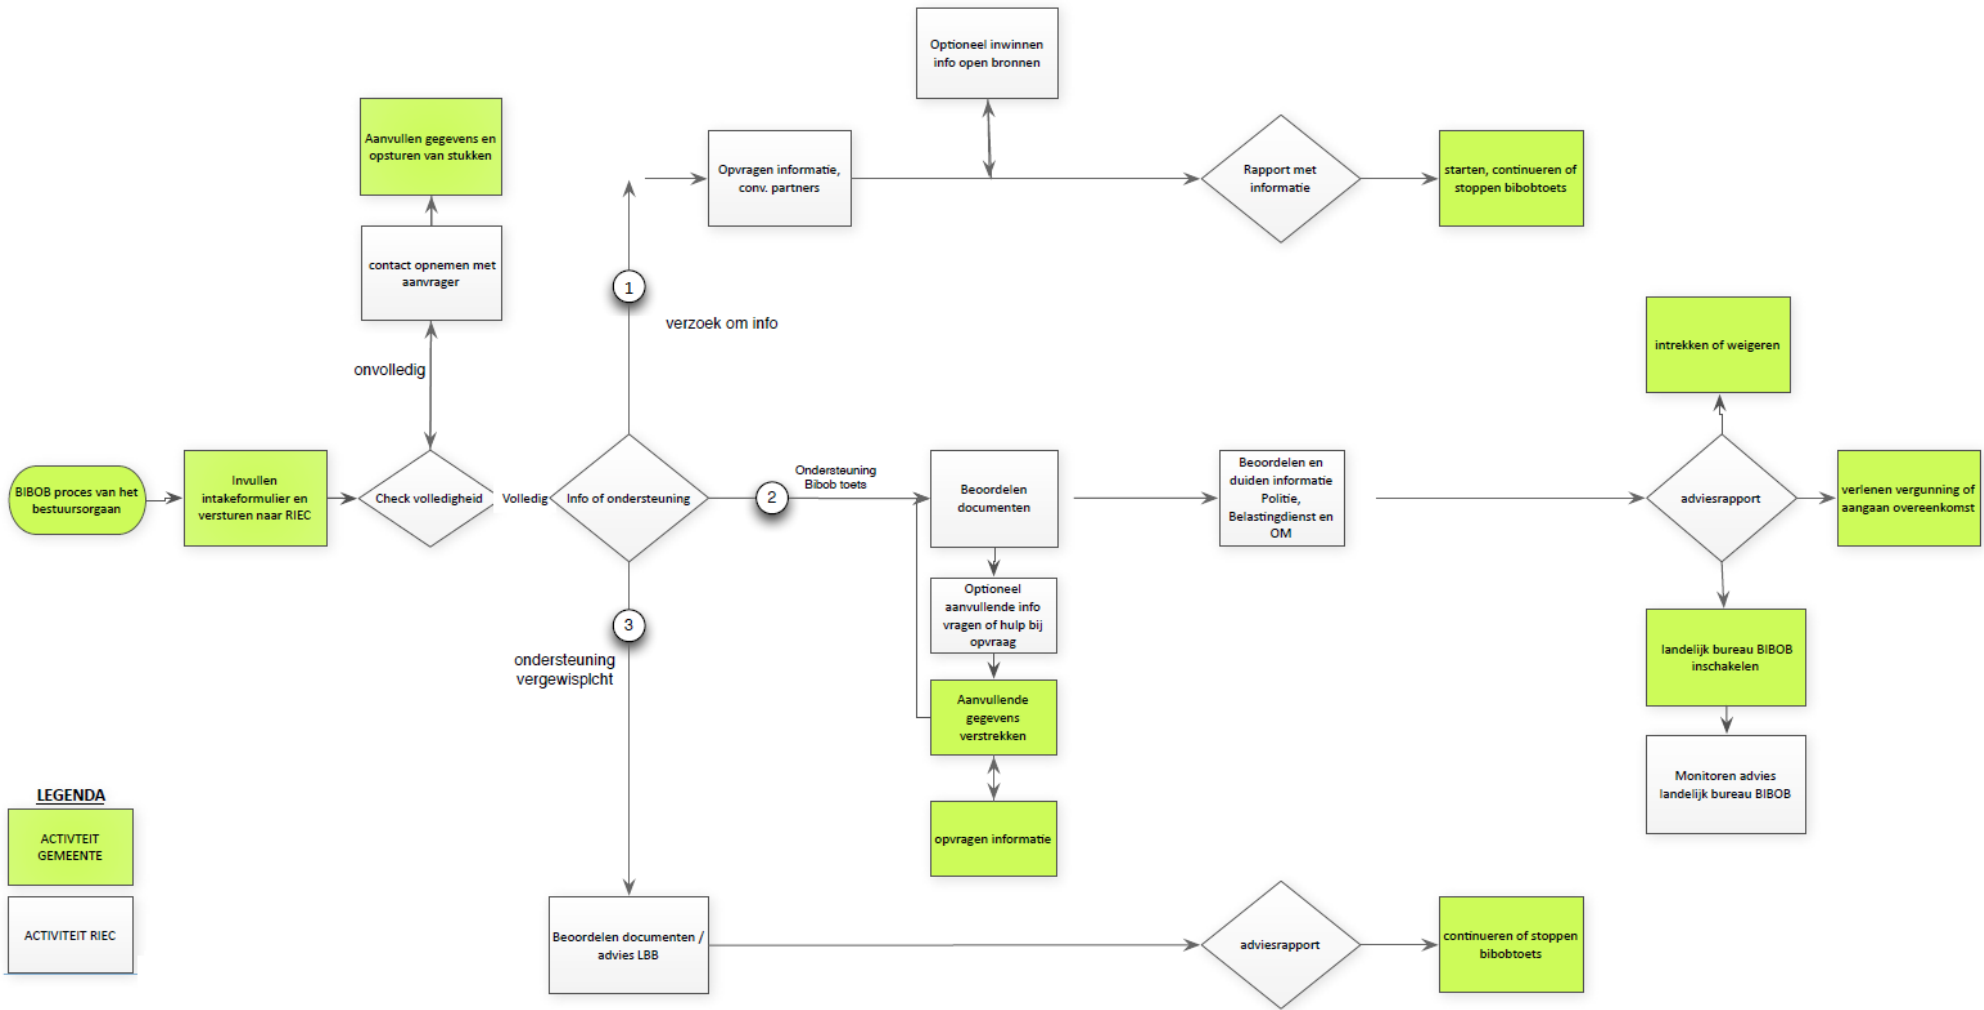 Optioneel inwinnen
info open bronnen
Aanvullen gegevens en
opsturen van stukken
contact opnemen met
aanvrager
onvolledig
Opvragen informatie,
conv. partners
Rapport met
informatie
starten, continueren of
stoppen bibobtoets
1
verzoek om info
BIBOB proces van het
bestuursorgaan
Invullen
intakeformulier en
versturen naar RIEC
Check volledigheid
Volledig
Info of ondersteuning
2
Ondersteuning
Bibob toets
Beoordelen
documenten
Beoordelen en
duiden informatie
Politie,
Belastingdienst en
OM
adviesrapport
intrekken of weigeren
verlenen vergunning of
aangaan overeenkomst
landelijk bureau BIBOB
inschakelen
Monitoren advies
landelijk bureau BIBOB
Optioneel
aanvullende info
vragen of hulp bij
opvraag
Aanvullende
gegevens
verstrekken
opvragen informatie
3
ondersteuning
vergewisplcht
Beoordelen documenten /
advies LBB
adviesrapport
continueren of stoppen
bibobtoets
LEGENDA
ACTIVTEIT
GEMEENTE
ACTIVITEIT RIEC